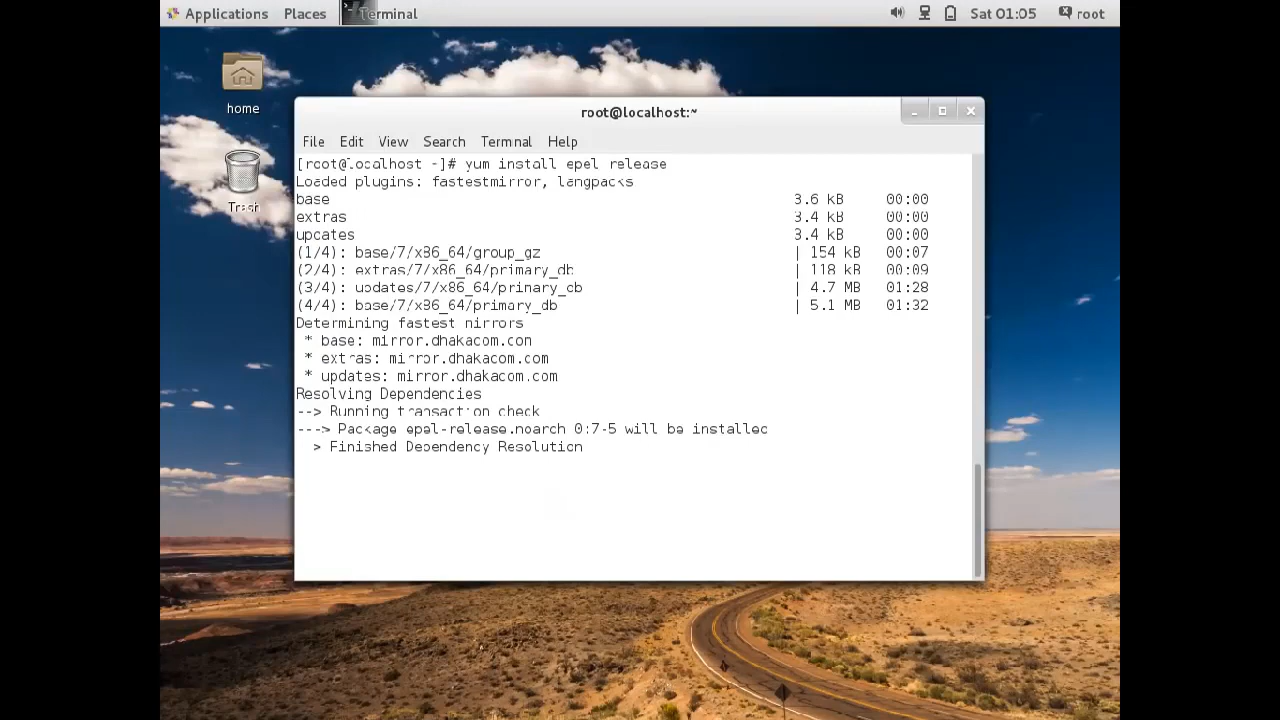 Applications Places Terminal Sat 01:05 root
home
Trash
root@localhost:~
File Edit View Search Terminal Help
[root@localhost ~]# yum install epel release
Loaded plugins: fastestmirror, langpacks
base 3.6 kB 00:00
extras 3.4 kB 00:00
updates 3.4 kB 00:00
(1/4): base/7/x86_64/group_gz | 154 kB 00:07
(2/4): extras/7/x86_64/primary_db | 118 kB 00:09
(3/4): updates/7/x86_64/primary_db | 4.7 MB 01:28
(4/4): base/7/x86_64/primary_db | 5.1 MB 01:32
Determining fastest mirrors
* base: mirror.dhakacom.com
* extras: mirror.dhakacom.com
* updates: mirror.dhakacom.com
Resolving Dependencies
--> Running transaction check
---> Package epel-release.noarch 0:7-5 will be installed
> Finished Dependency Resolution